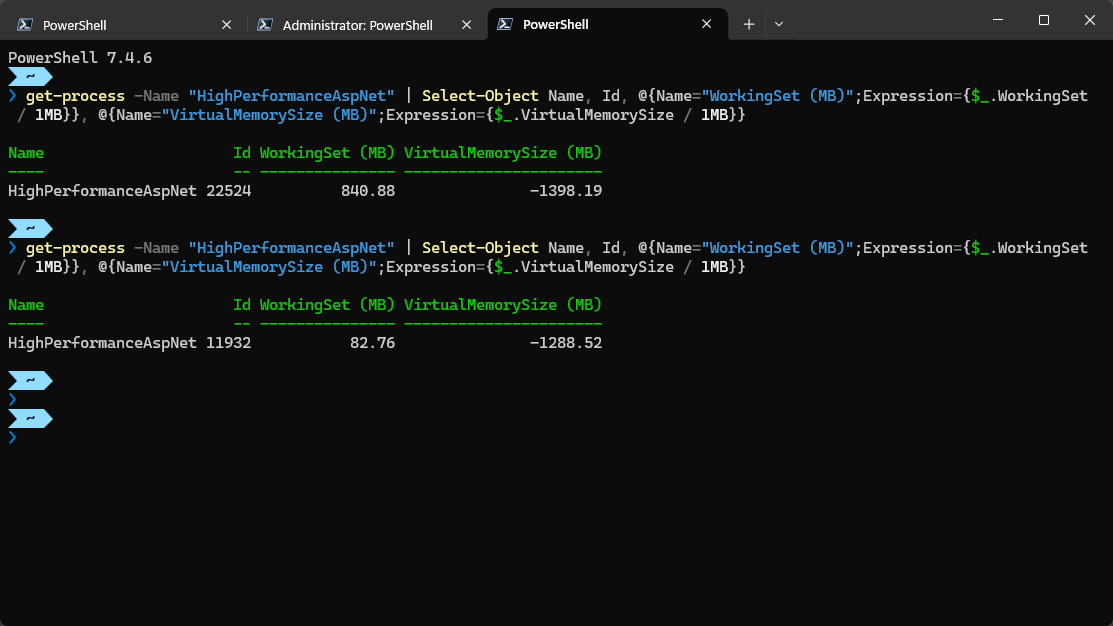 PowerShell
Administrator: PowerShell
PowerShell
PowerShell 7.4.6
~
❯ get-process -Name "HighPerformanceAspNet" | Select-Object Name, Id, @{Name="WorkingSet (MB)";Expression={$_.WorkingSet
/ 1MB}}, @{Name="VirtualMemorySize (MB)";Expression={$_.VirtualMemorySize / 1MB}}
Name Id WorkingSet (MB) VirtualMemorySize (MB)
---- -- --------------- ----------------------
HighPerformanceAspNet 22524 840.88 -1398.19
~
❯ get-process -Name "HighPerformanceAspNet" | Select-Object Name, Id, @{Name="WorkingSet (MB)";Expression={$_.WorkingSet
/ 1MB}}, @{Name="VirtualMemorySize (MB)";Expression={$_.VirtualMemorySize / 1MB}}
Name Id WorkingSet (MB) VirtualMemorySize (MB)
---- -- --------------- ----------------------
HighPerformanceAspNet 11932 82.76 -1288.52
~
❯
~
❯